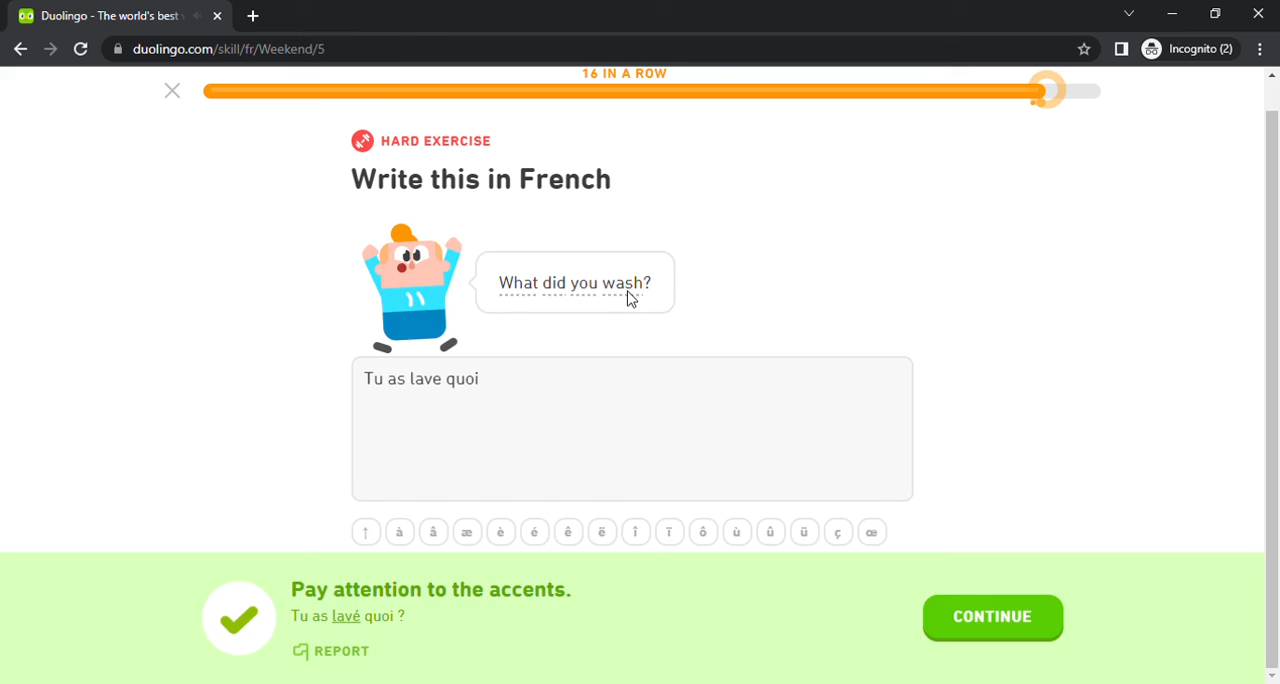 Duolingo - The world's best
duolingo.com/skill/fr/Weekend/5
Incognito (2)
16 IN A ROW
HARD EXERCISE
Write this in French
What did you wash?
Tu as lave quoi
↑ à â æ è é ê ë î ï ô ù û ü ç œ
Pay attention to the accents.
Tu as lavé quoi ?
REPORT
CONTINUE